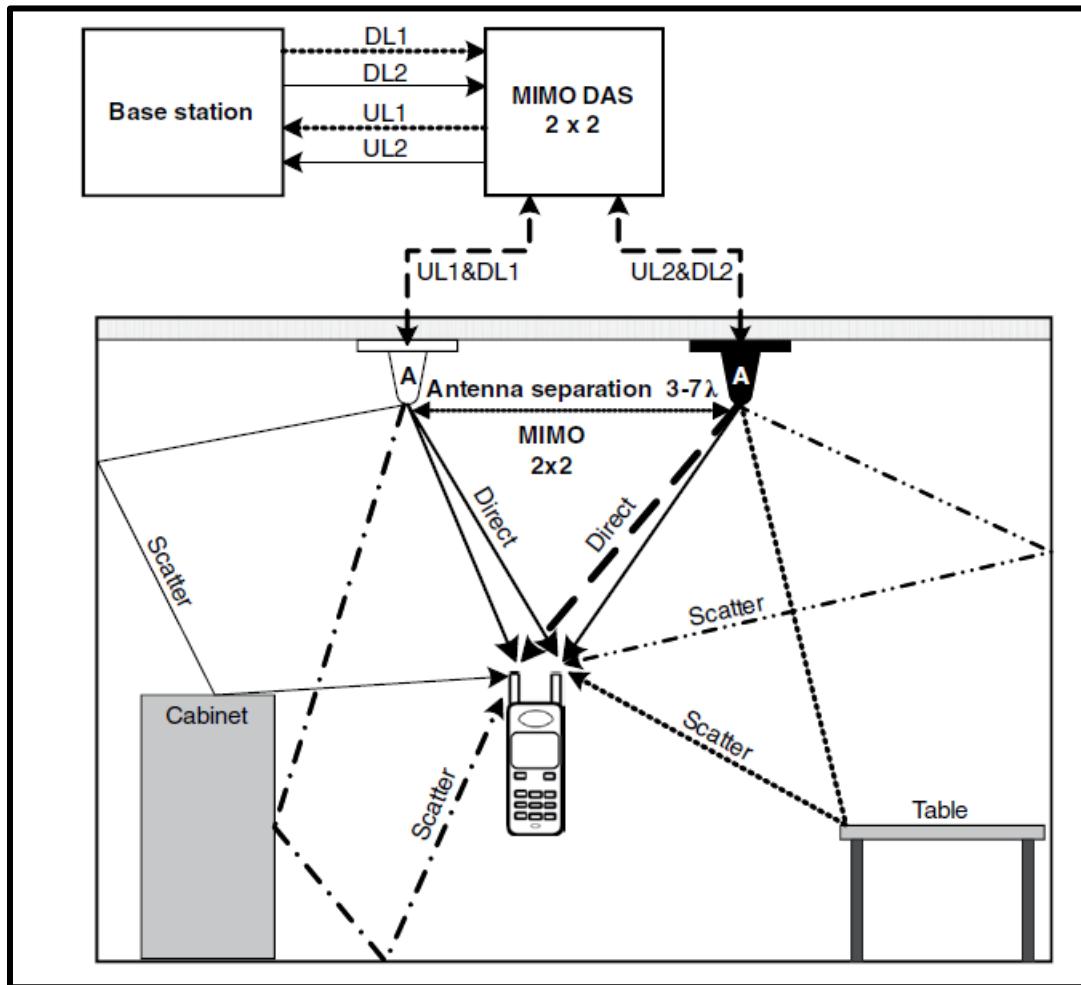 DL1
DL2
Base station
MIMO DAS
2 x 2
UL1
UL2
UL1&DL1
UL2&DL2
A
A
Antenna separation 3-7λ
MIMO
2x2
Direct
Direct
Scatter
Scatter
Cabinet
Scatter
Scatter
Table